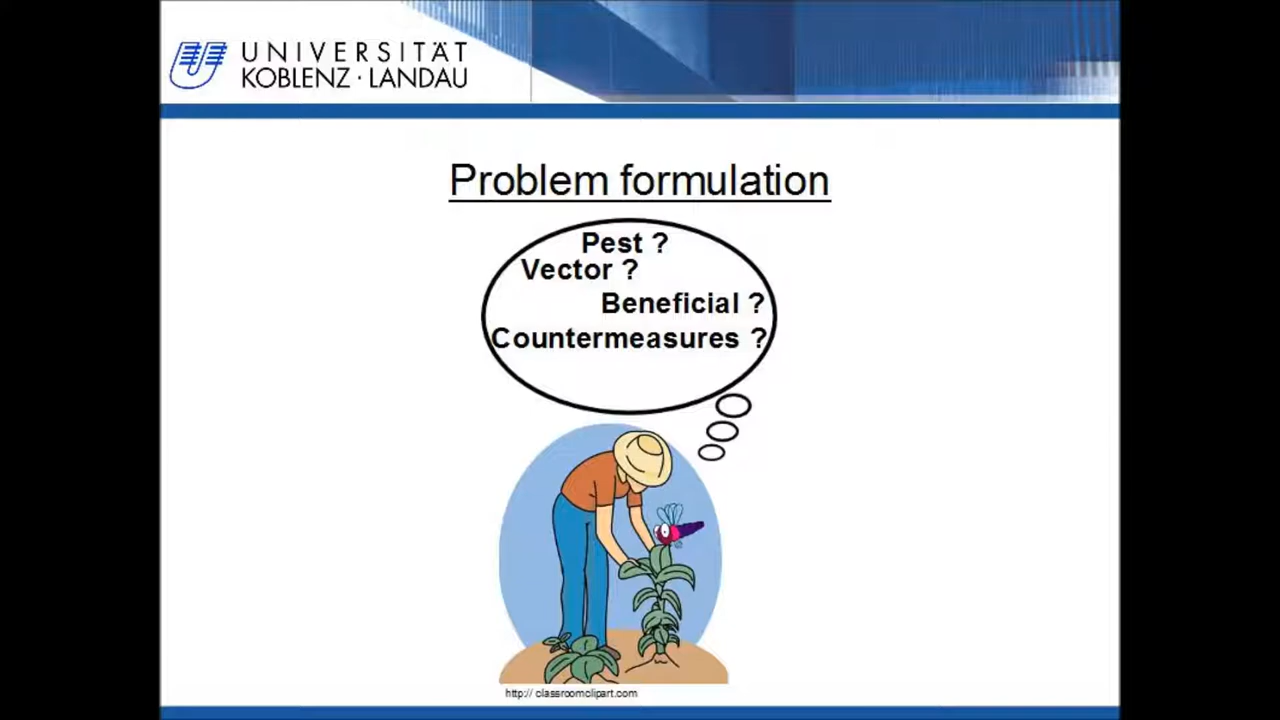 UNIVERSITÄT
KOBLENZ · LANDAU
Problem formulation
Pest ?
Vector ?
Beneficial ?
Countermeasures ?
http:// classroomclipart.com